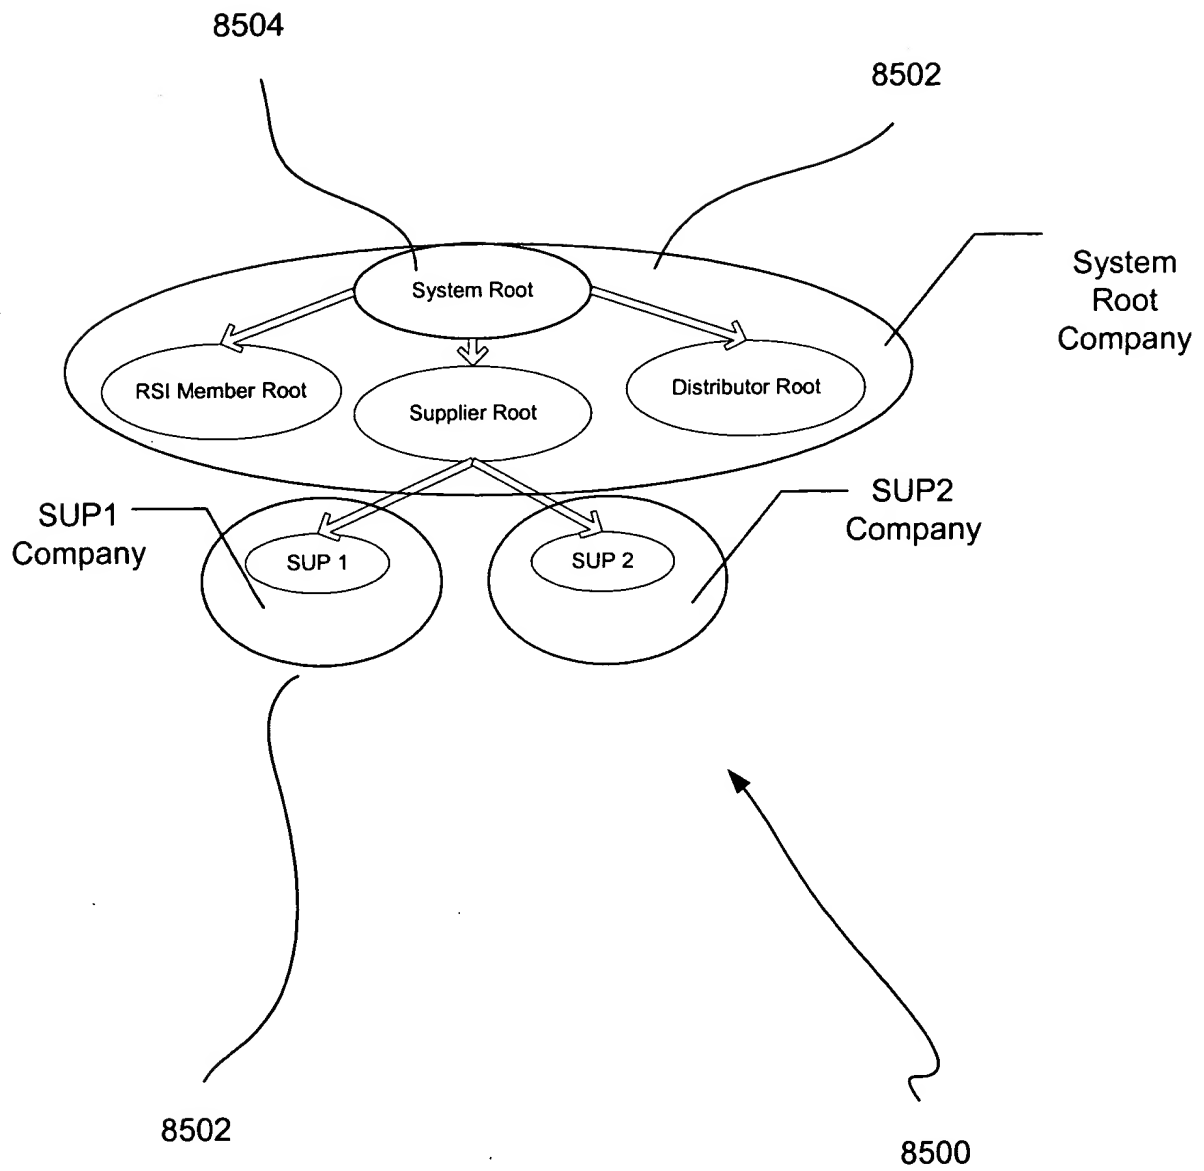 8504
8502
System Root
System
Root
Company
RSI Member Root
Supplier Root
Distributor Root
SUP1
Company
SUP2
Company
SUP 1
SUP 2
8502
8500